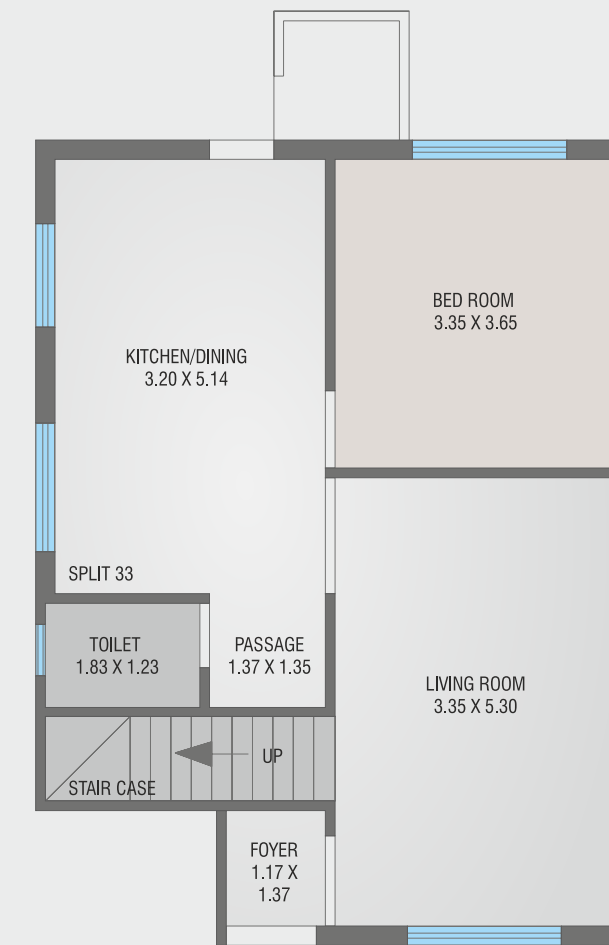 BED ROOM
3.35 X 3.65
KITCHEN/DINING
3.20 X 5.14
SPLIT 33
TOILET
1.83 X 1.23
PASSAGE
1.37 X 1.35
LIVING ROOM
3.35 X 5.30
UP
STAIR CASE
FOYER
1.17 X
1.37